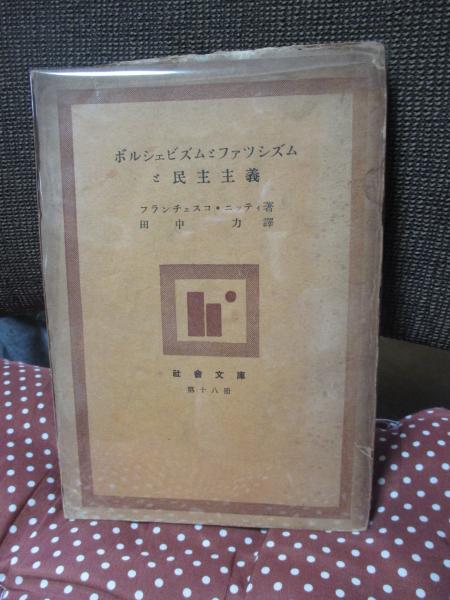 ボルシェビズムとファッシズム
と民主主義
フランチェスコ・ニッティ著
田中力譯
社會文庫
第十八冊